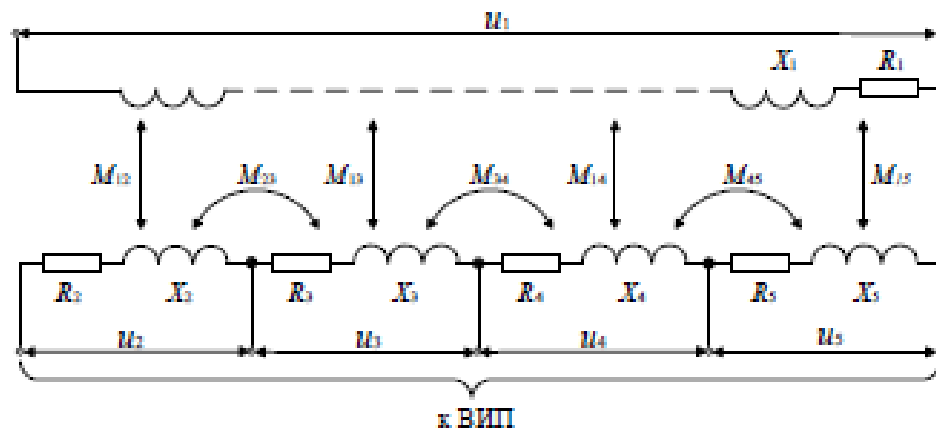 u₁
X₁ R₁
M₁₂ M₂₃ M₁₃ M₃₄ M₁₄ M₄₅ M₁₅
R₂ X₂ R₃ X₃ R₄ X₄ R₅ X₅
u₂ u₃ u₄ u₅
к ВИП